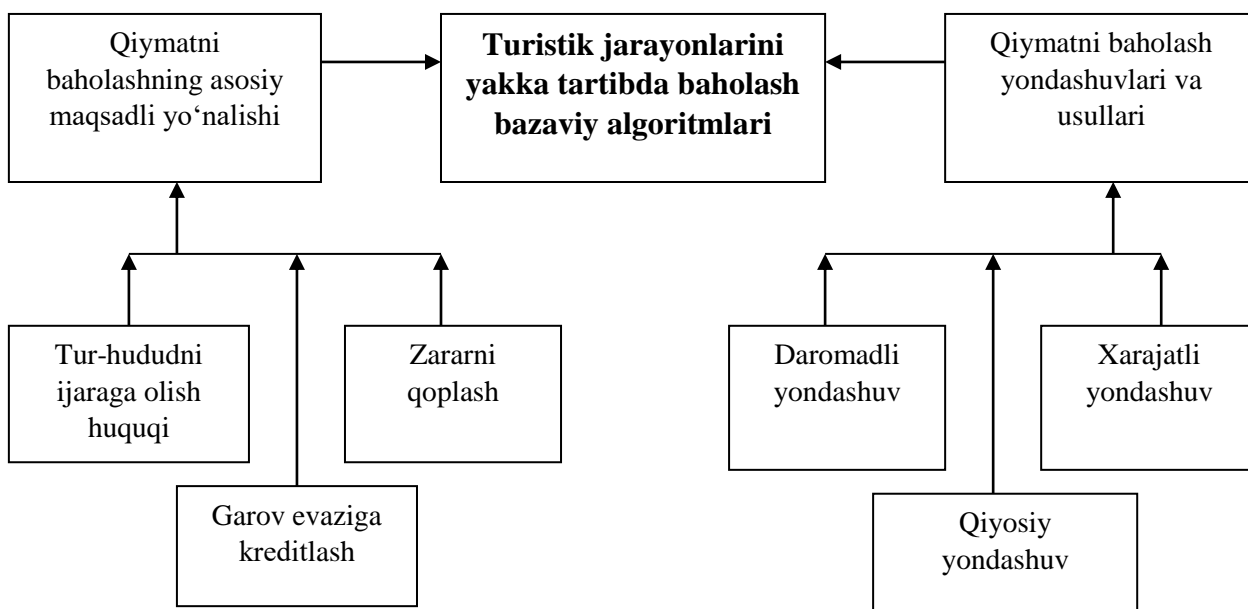 Qiymatni
baholashning asosiy
maqsadli yo‘nalishi
Turistik jarayonlarini
yakka tartibda baholash
bazaviy algoritmlari
Qiymatni baholash
yondashuvlari va
usullari
Tur-hududni
ijaraga olish
huquqi
Zararni
qoplash
Daromadli
yondashuv
Xarajatli
yondashuv
Garov evaziga
kreditlash
Qiyosiy
yondashuv